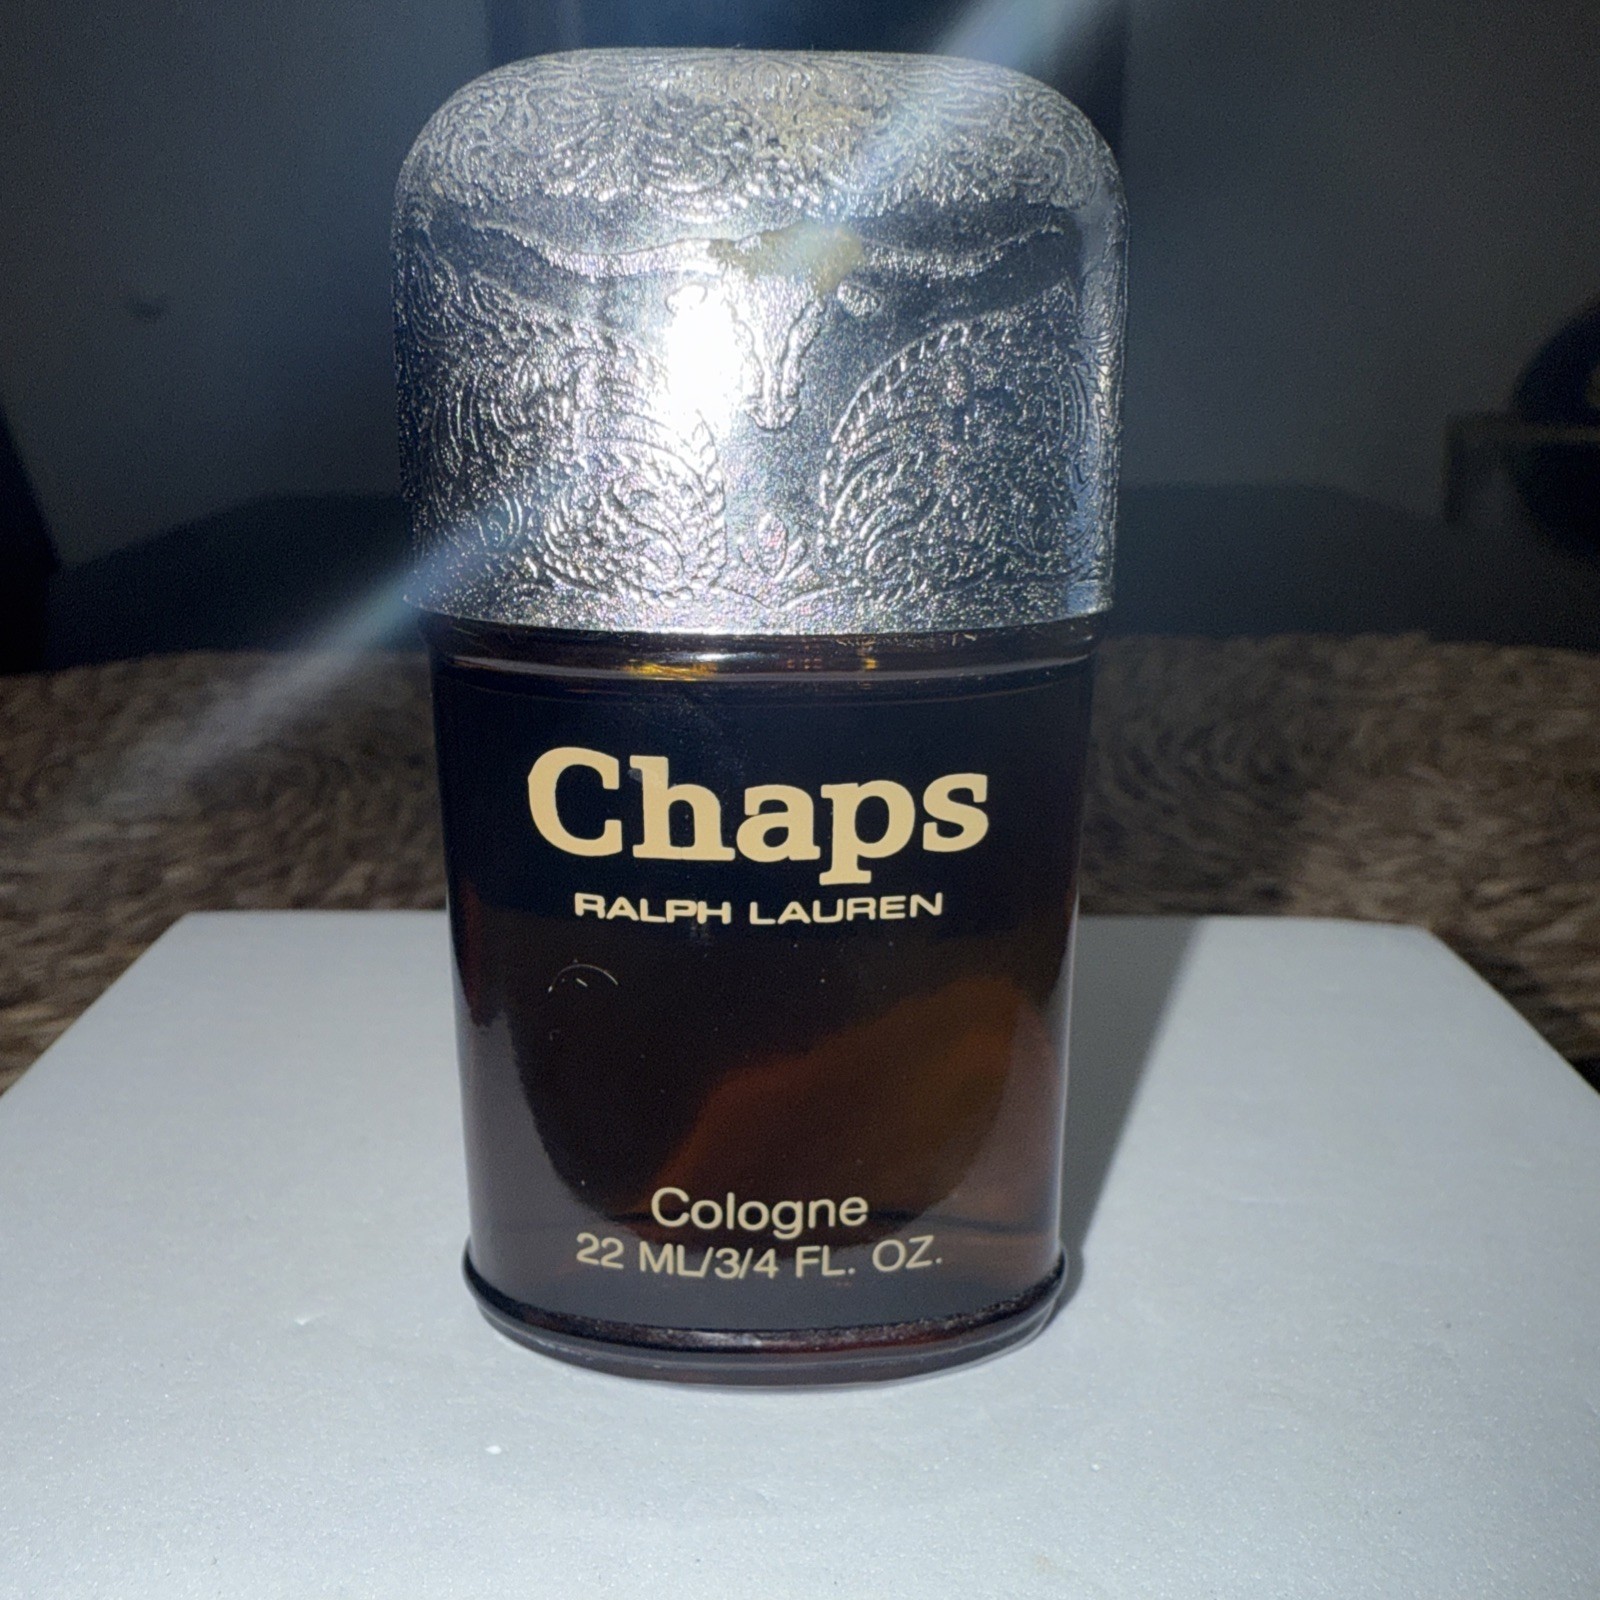 Chaps
RALPH LAUREN
Cologne
22 ML/3/4 FL. OZ.